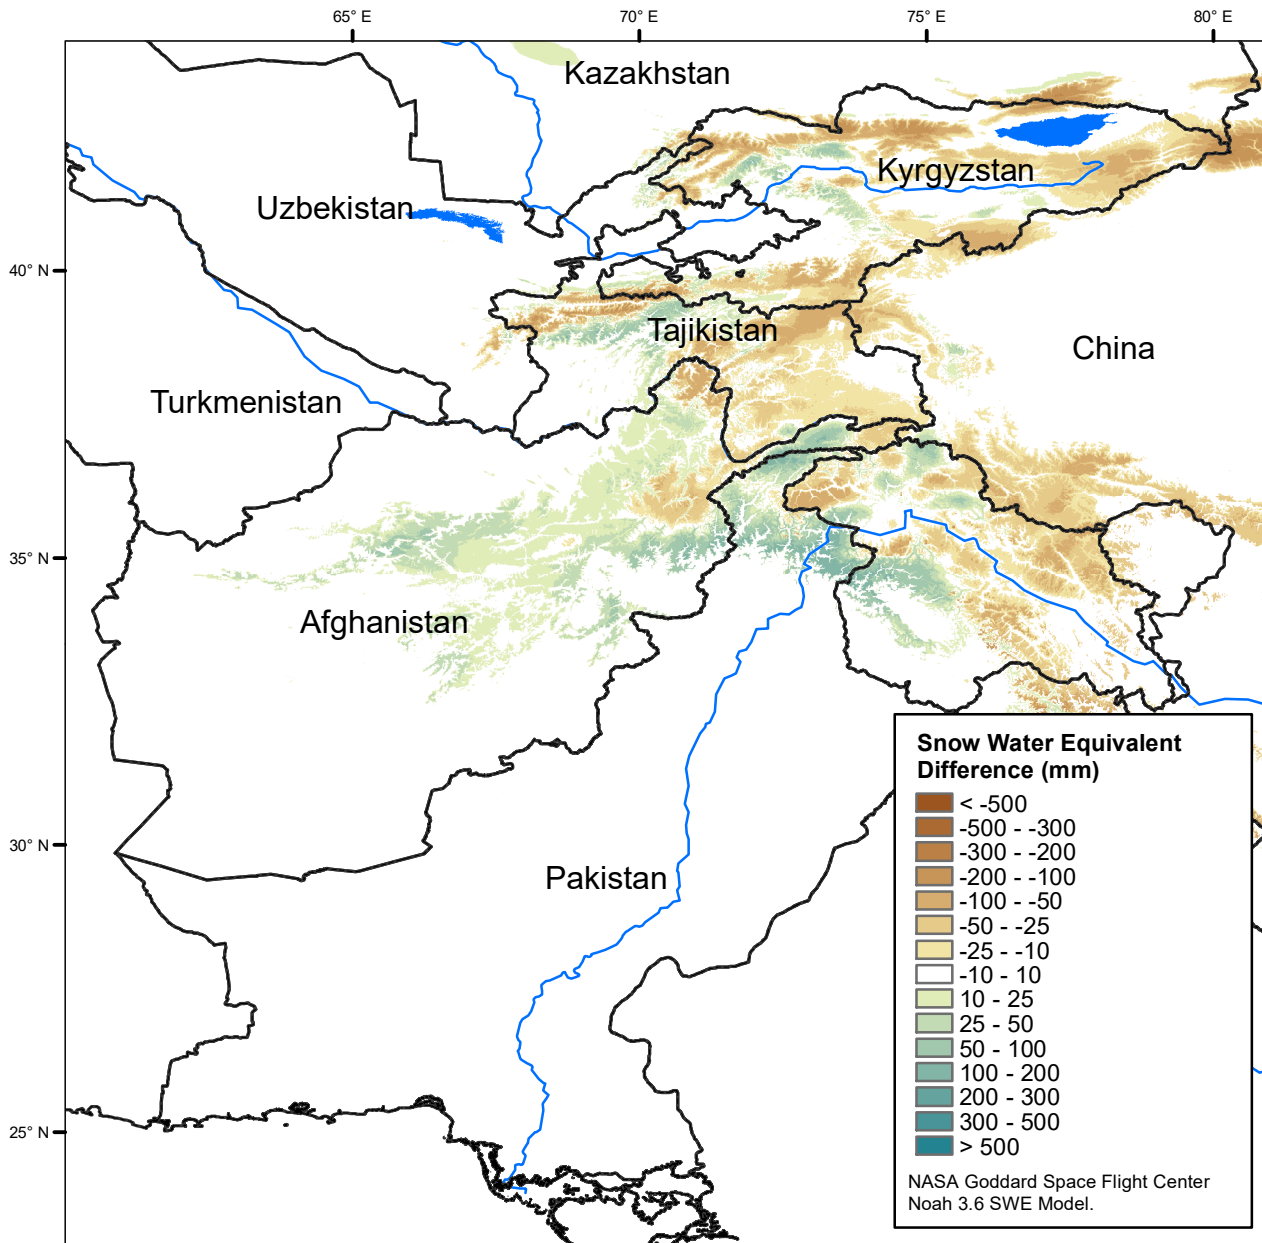 65° E
70° E
75° E
80° E
Kazakhstan
Kyrgyzstan
Uzbekistan
40° N
Tajikistan
China
Turkmenistan
35° N
Afghanistan
30° N
Pakistan
25° N
Snow Water Equivalent
Difference (mm)
< -500
-500 - -300
-300 - -200
-200 - -100
-100 - -50
-50 - -25
-25 - -10
-10 - 10
10 - 25
25 - 50
50 - 100
100 - 200
200 - 300
300 - 500
> 500
NASA Goddard Space Flight Center
Noah 3.6 SWE Model.